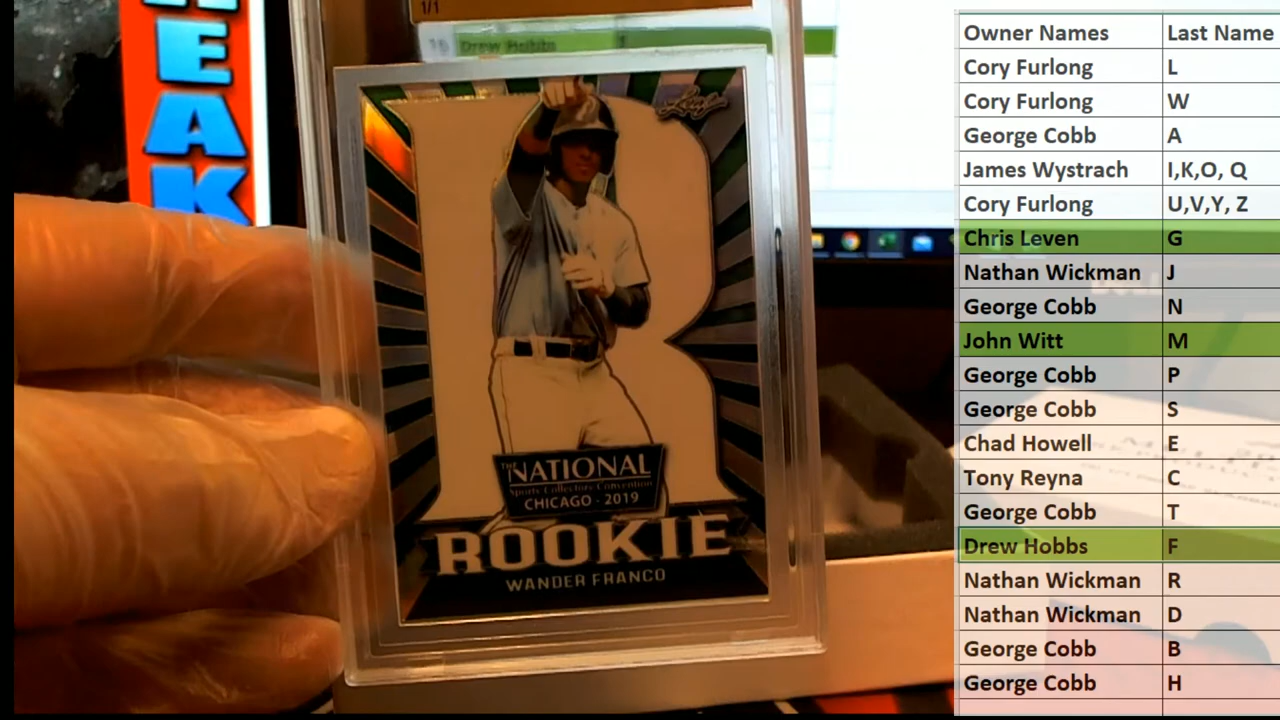 EAK
1/1
15 Drew Hobbs
Leaf
THE NATIONAL
Sports Collectors Convention
CHICAGO - 2019
ROOKIE
WANDER FRANCO
Owner Names Last Name
Cory Furlong L
Cory Furlong W
George Cobb A
James Wystrach I,K,O, Q
Cory Furlong U,V,Y, Z
Chris Leven G
Nathan Wickman J
George Cobb N
John Witt M
George Cobb P
George Cobb S
Chad Howell E
Tony Reyna C
George Cobb T
Drew Hobbs F
Nathan Wickman R
Nathan Wickman D
George Cobb B
George Cobb H